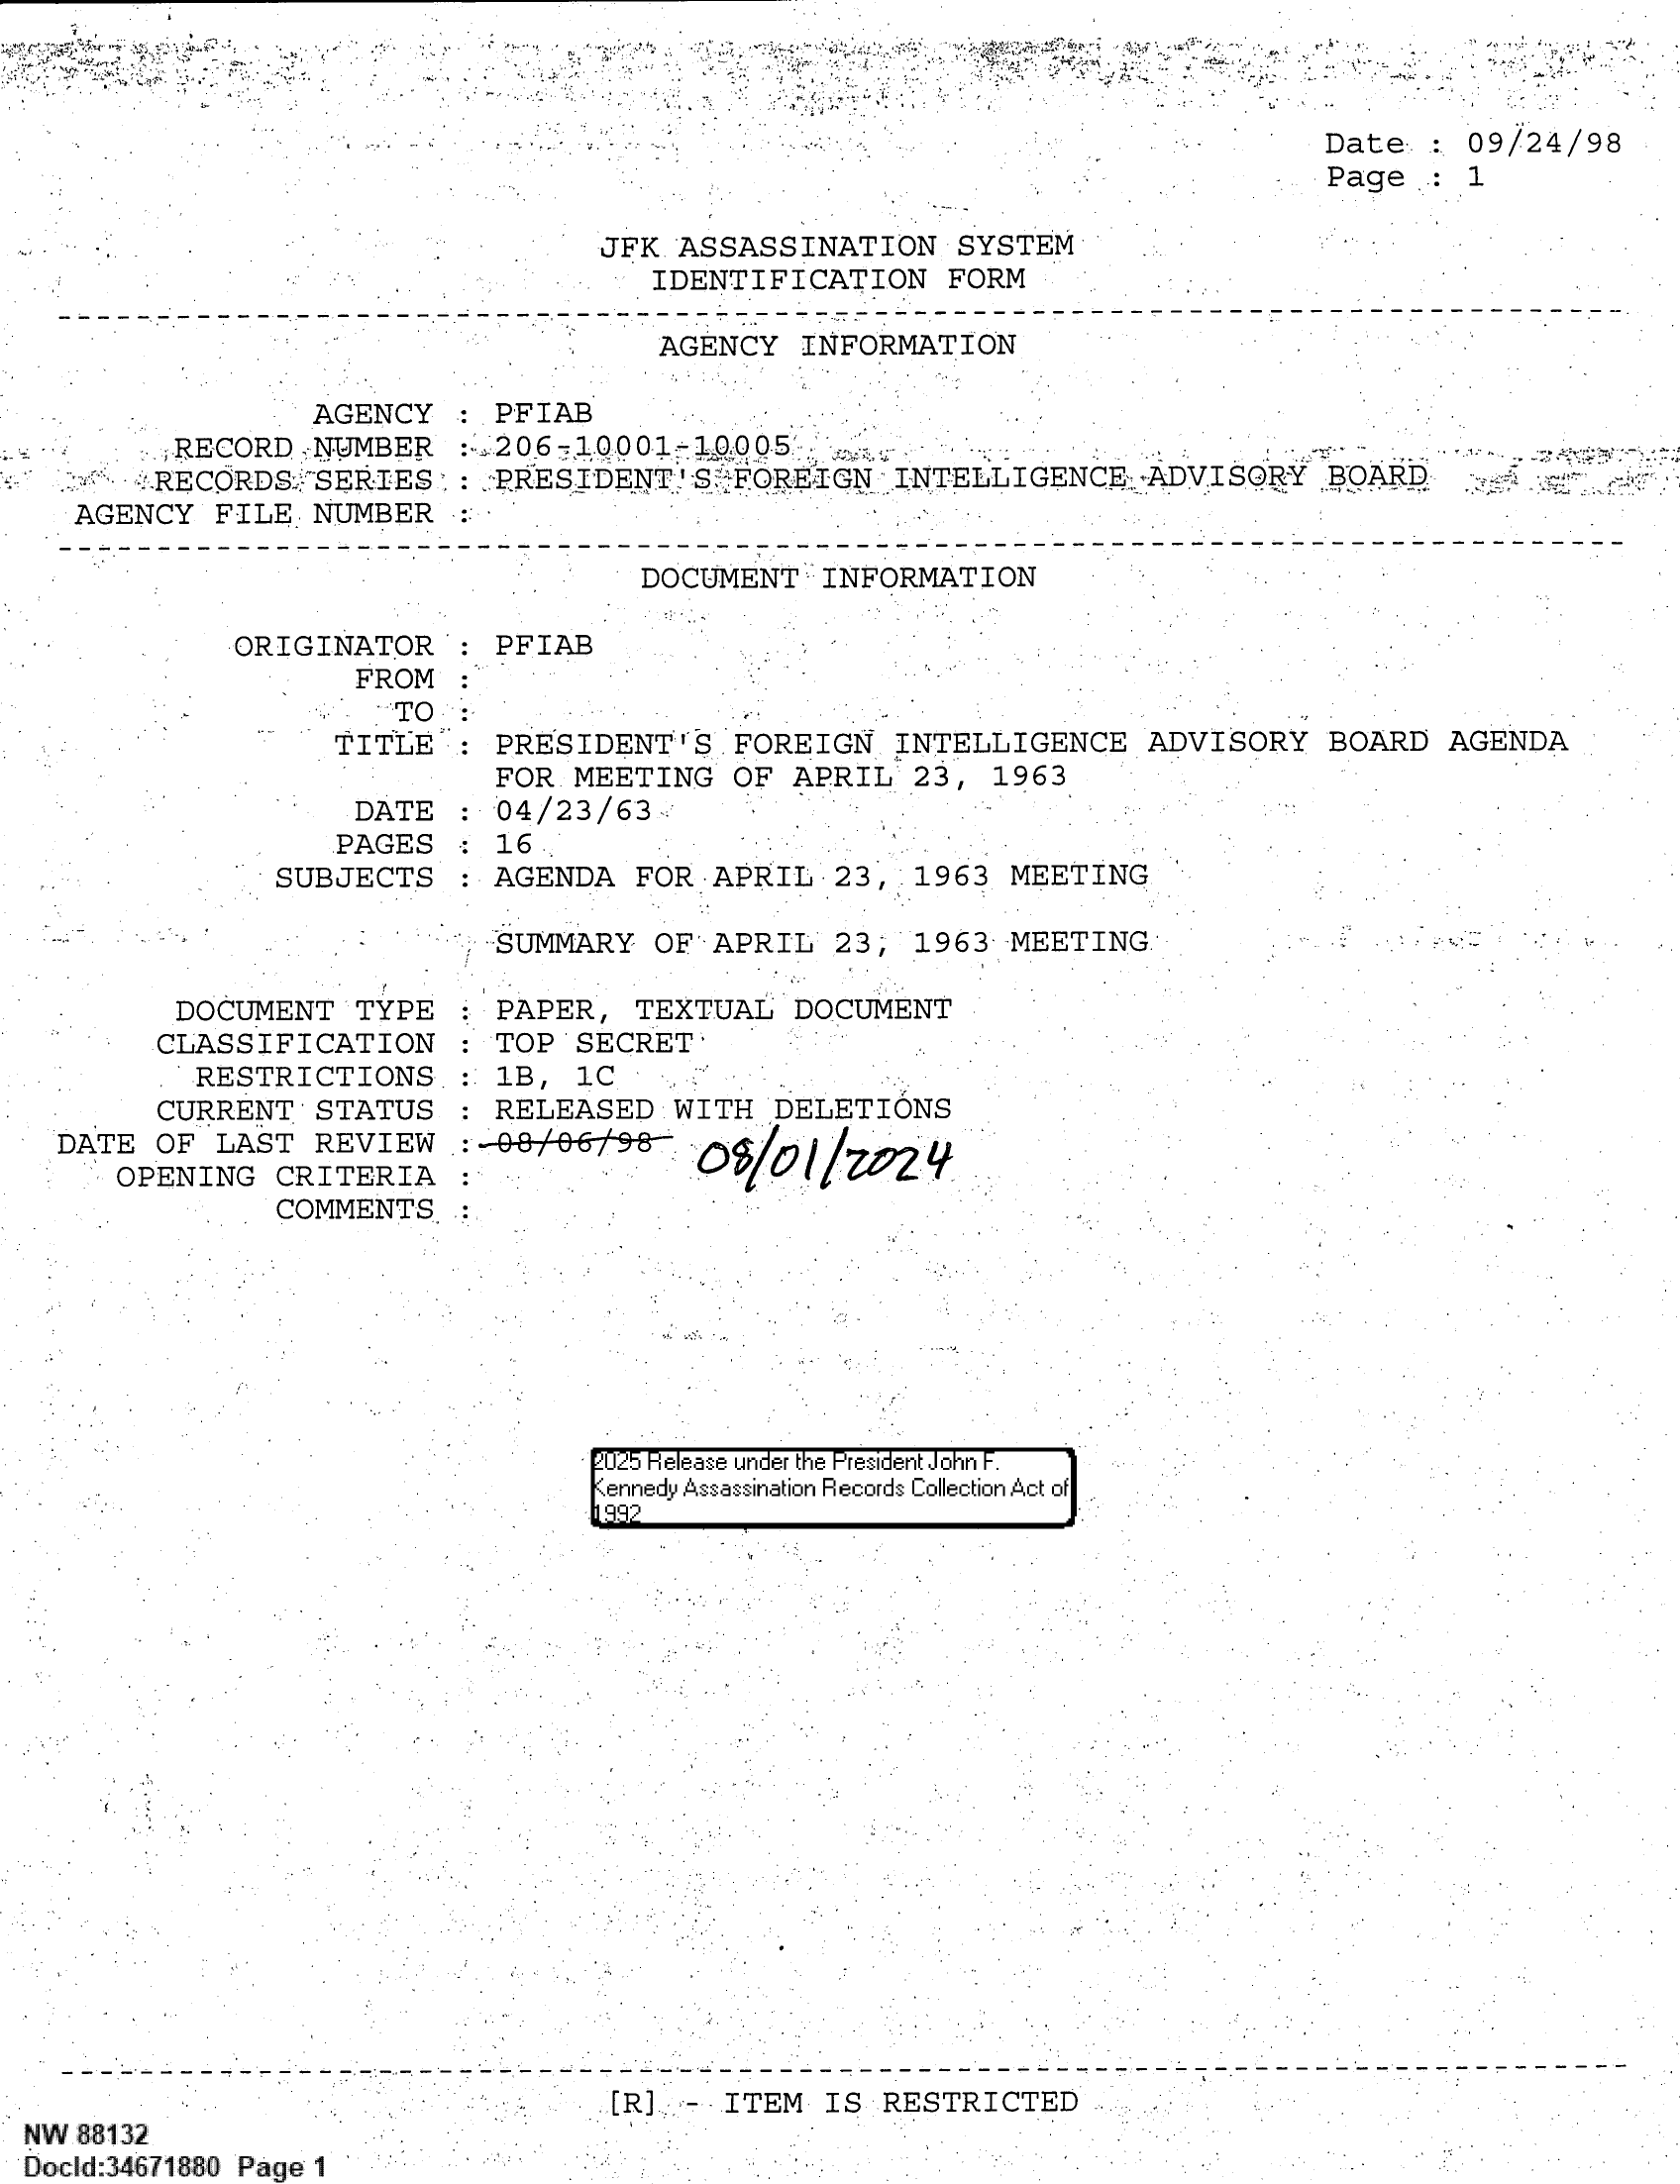 Date : 09/24/98
Page : 1
JFK ASSASSINATION SYSTEM
IDENTIFICATION FORM
AGENCY INFORMATION
AGENCY : PFIAB
RECORD NUMBER : 206-10001-10005
RECORDS SERIES : PRESIDENT'S FOREIGN INTELLIGENCE ADVISORY BOARD
AGENCY FILE NUMBER :
DOCUMENT INFORMATION
ORIGINATOR : PFIAB
FROM :
TO :
TITLE : PRESIDENT'S FOREIGN INTELLIGENCE ADVISORY BOARD AGENDA
FOR MEETING OF APRIL 23, 1963
DATE : 04/23/63
PAGES : 16
SUBJECTS : AGENDA FOR APRIL 23, 1963 MEETING
SUMMARY OF APRIL 23, 1963 MEETING
DOCUMENT TYPE : PAPER, TEXTUAL DOCUMENT
CLASSIFICATION : TOP SECRET
RESTRICTIONS : 1B, 1C
CURRENT STATUS : RELEASED WITH DELETIONS
DATE OF LAST REVIEW : 08/06/98 08/01/2024
OPENING CRITERIA :
COMMENTS :
2025 Release under the President John F.
Kennedy Assassination Records Collection Act of
1992
[R] - ITEM IS RESTRICTED
NW 88132
DocId:34671880 Page 1